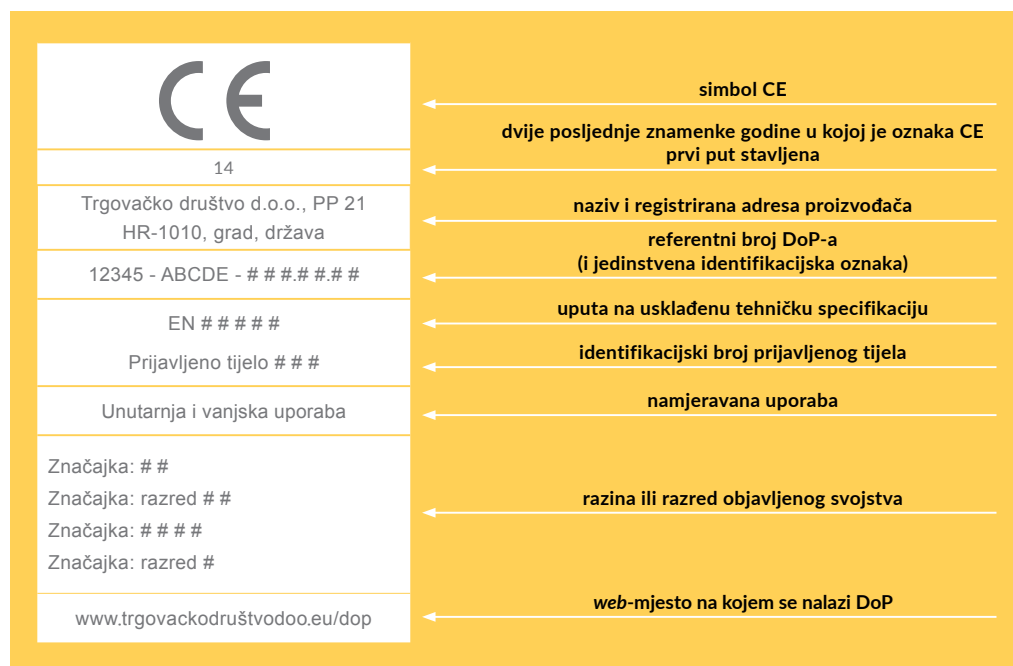 CE
simbol CE
14
dvije posljednje znamenke godine u kojoj je oznaka CE
prvi put stavljena
Trgovačko društvo d.o.o., PP 21
HR-1010, grad, država
naziv i registrirana adresa proizvođača
12345 - ABCDE - # # #.# #.# #
referentni broj DoP-a
(i jedinstvena identifikacijska oznaka)
EN # # # # #
uputa na usklađenu tehničku specifikaciju
Prijavljeno tijelo # # #
identifikacijski broj prijavljenog tijela
Unutarnja i vanjska uporaba
namjeravana uporaba
Značajka: # #
Značajka: razred # #
Značajka: # # # #
Značajka: razred #
razina ili razred objavljenog svojstva
www.trgovackodruštvodoo.eu/dop
web-mjesto na kojem se nalazi DoP